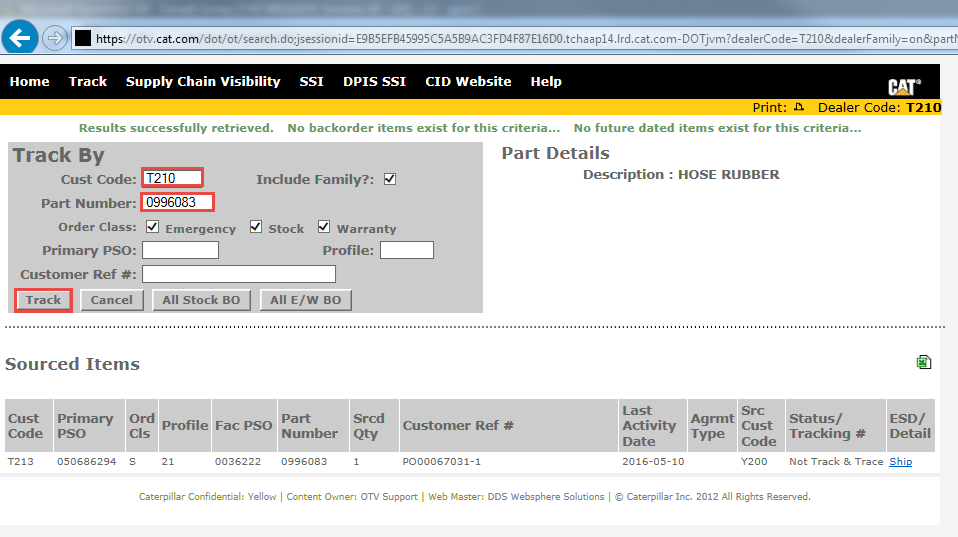 https://otv.cat.com/dot/ot/search.do;jsessionid=E9B5EFB45995C5A5B9AC3FD4F87E16D0.tchaap14.lrd.cat.com-DOTjvm?dealerCode=T210&dealerFamily=on&partN
Home Track Supply Chain Visibility SSI DPIS SSI CID Website Help
CAT®
Print: Dealer Code: T210
Results successfully retrieved. No backorder items exist for this criteria... No future dated items exist for this criteria...
Track By
Cust Code: T210 Include Family?:
Part Number: 0996083
Order Class: Emergency Stock Warranty
Primary PSO: Profile:
Customer Ref #:
Track Cancel All Stock BO All E/W BO
Part Details
Description : HOSE RUBBER
Sourced Items
Cust Code Primary PSO Ord Cls Profile Fac PSO Part Number Srcd Qty Customer Ref # Last Activity Date Agrmt Type Src Cust Code Status/ Tracking # ESD/ Detail
T213 050686294 S 21 0036222 0996083 1 PO00067031-1 2016-05-10 Y200 Not Track & Trace Ship
Caterpillar Confidential: Yellow | Content Owner: OTV Support | Web Master: DDS Websphere Solutions | © Caterpillar Inc. 2012 All Rights Reserved.